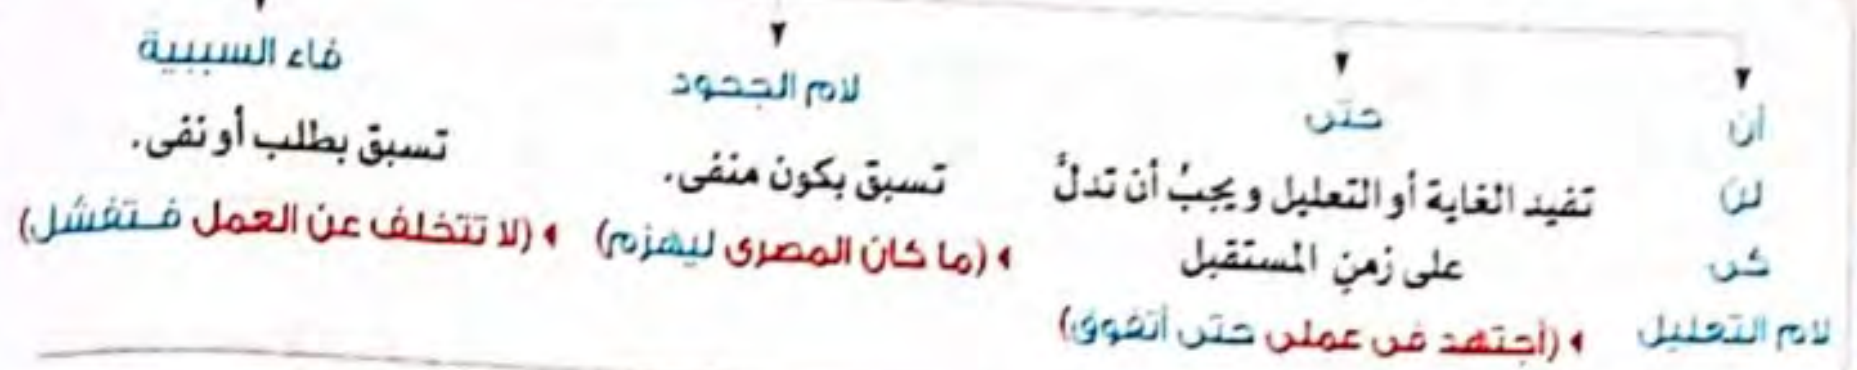 أن
لن
كى
لام التعليل
حتى
تفيد الغاية أو التعليل ويجبُ أن تدلَّ
على زمنِ المستقبل
(أجتهد فى عملى حتى أتفوق)
لام الجحود
تسبق بكون منفى.
(ما كان المصرى ليهزم)
فاء السببية
تسبق بطلب أو نفى.
(لا تتخلف عن العمل فتفشل)